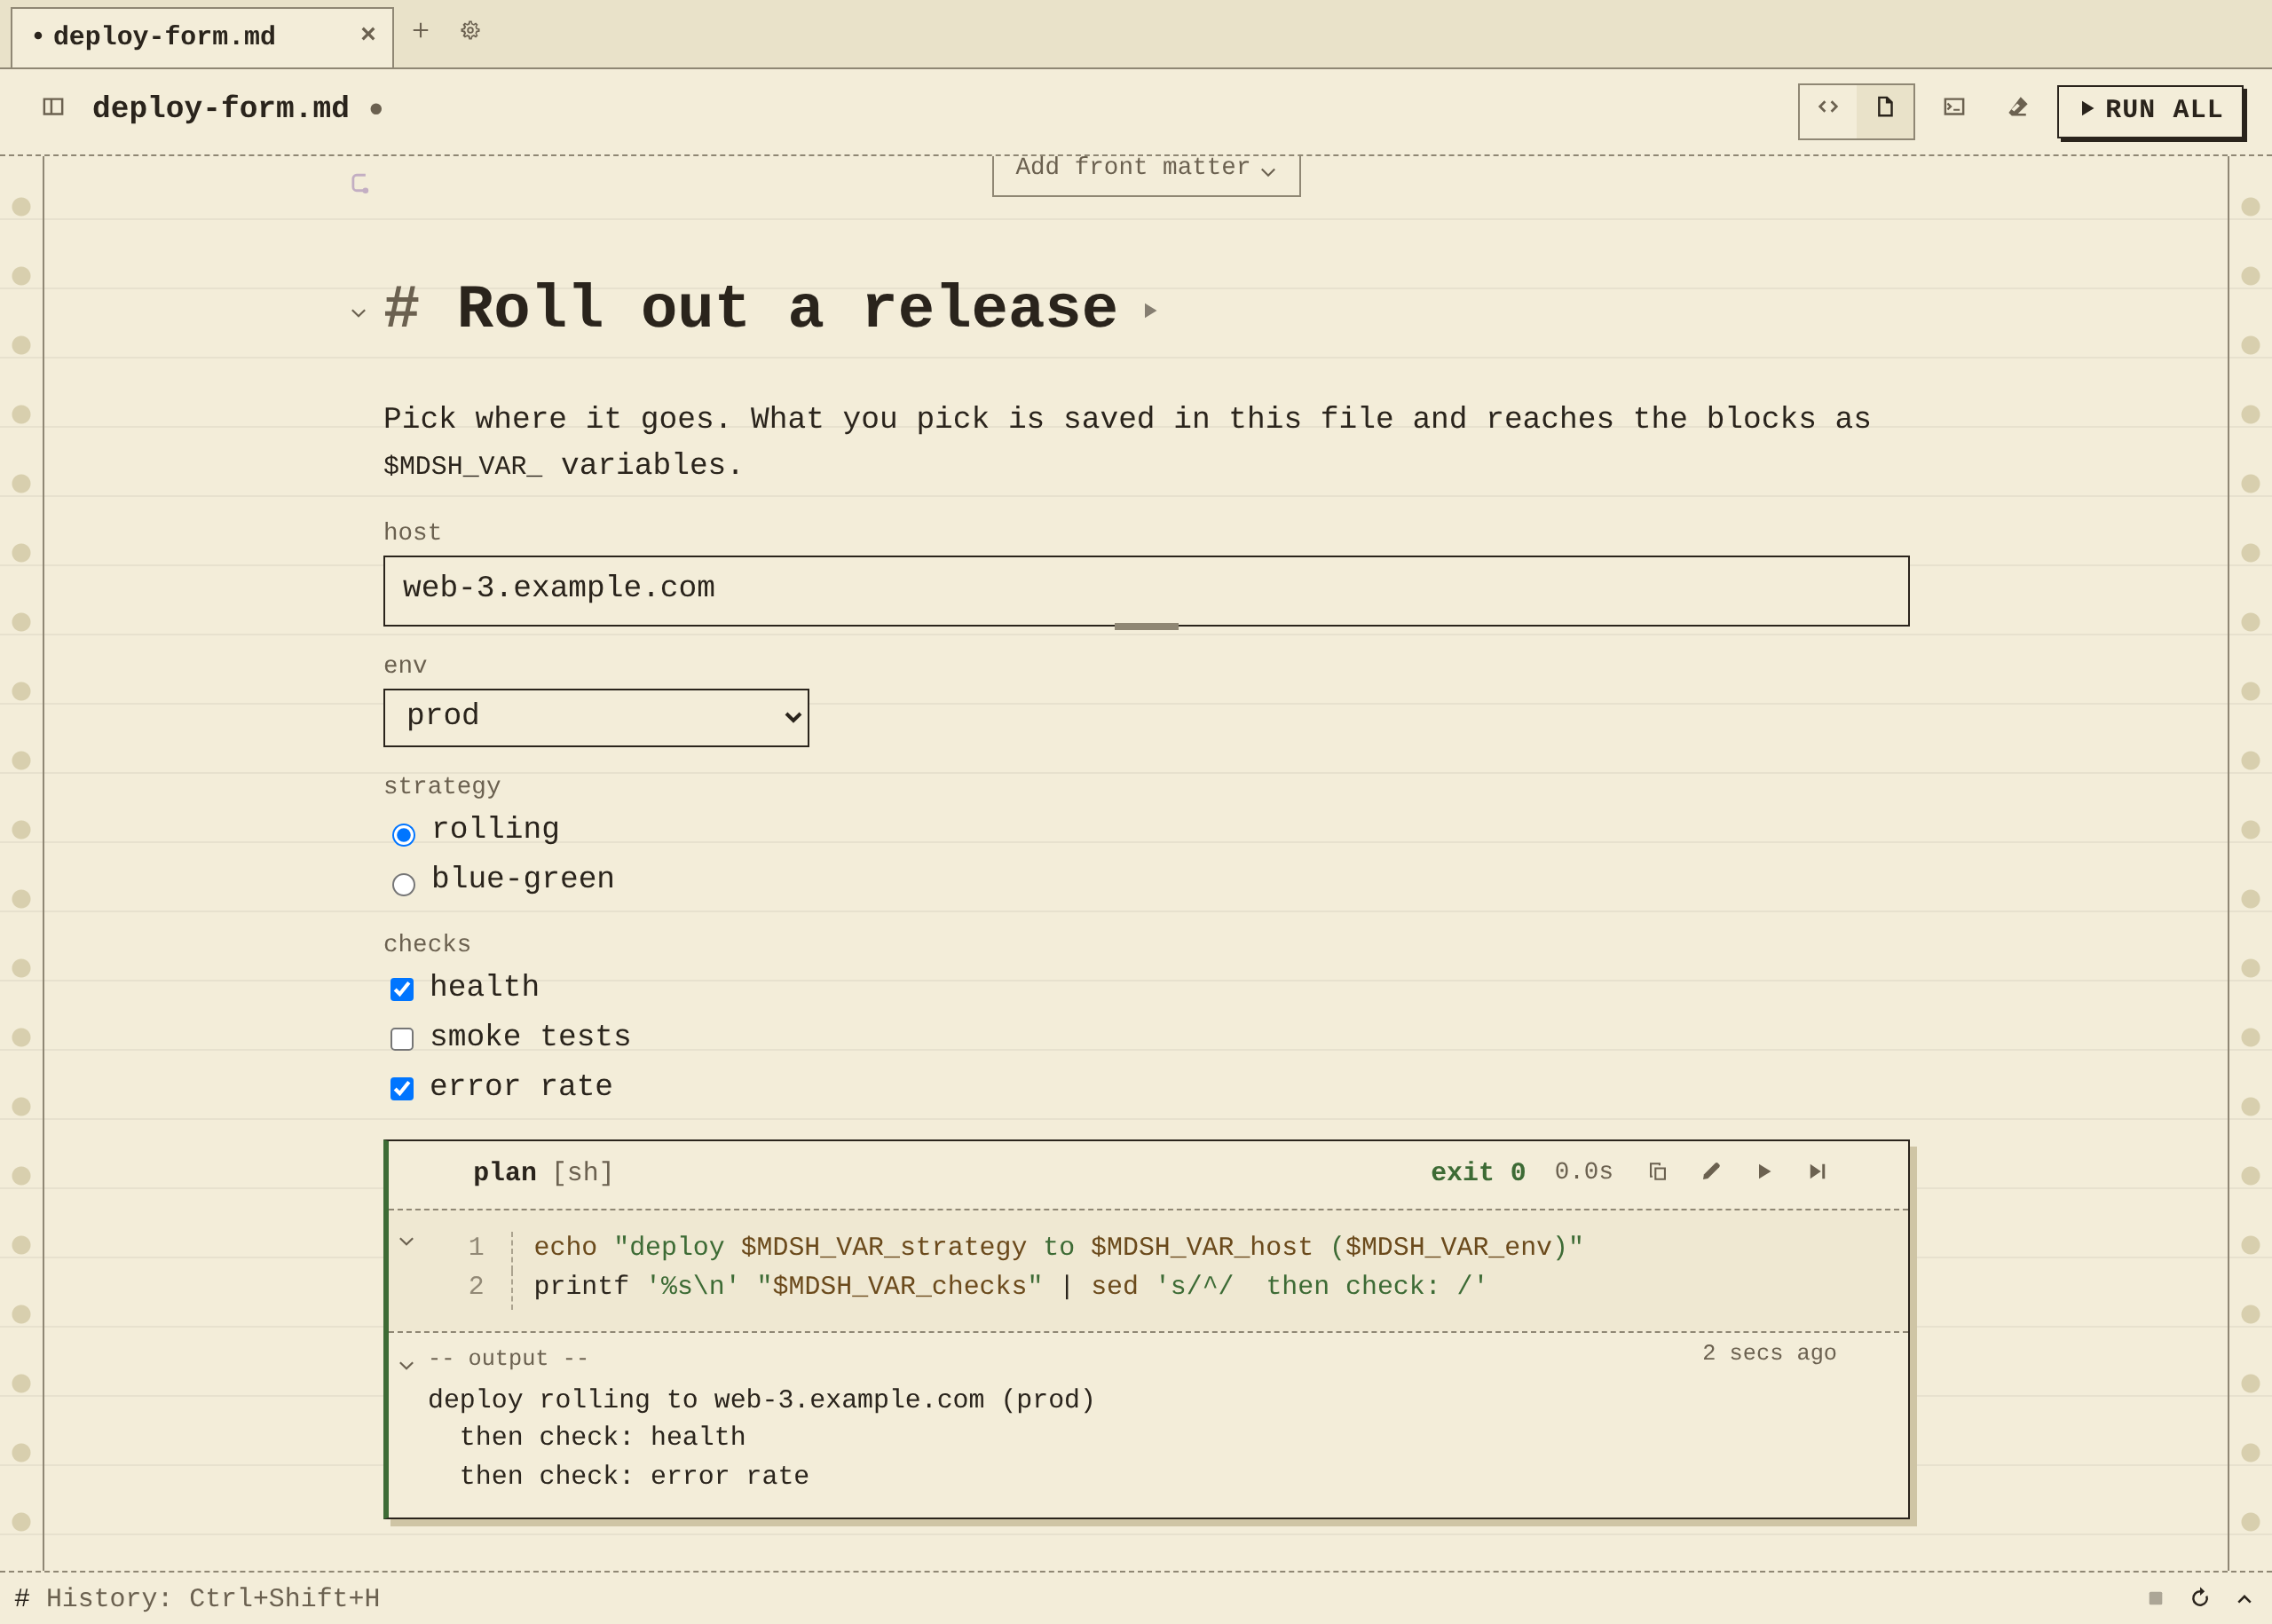 • deploy-form.md ×
deploy-form.md ●
RUN ALL
Add front matter
# Roll out a release
Pick where it goes. What you pick is saved in this file and reaches the blocks as
$MDSH_VAR_ variables.
host
web-3.example.com
env
prod
strategy
rolling
blue-green
checks
health
smoke tests
error rate
plan [sh] exit 0 0.0s
1 echo "deploy $MDSH_VAR_strategy to $MDSH_VAR_host ($MDSH_VAR_env)"
2 printf '%s\n' "$MDSH_VAR_checks" | sed 's/^/  then check: /'
-- output -- 2 secs ago
deploy rolling to web-3.example.com (prod)
  then check: health
  then check: error rate
# History: Ctrl+Shift+H